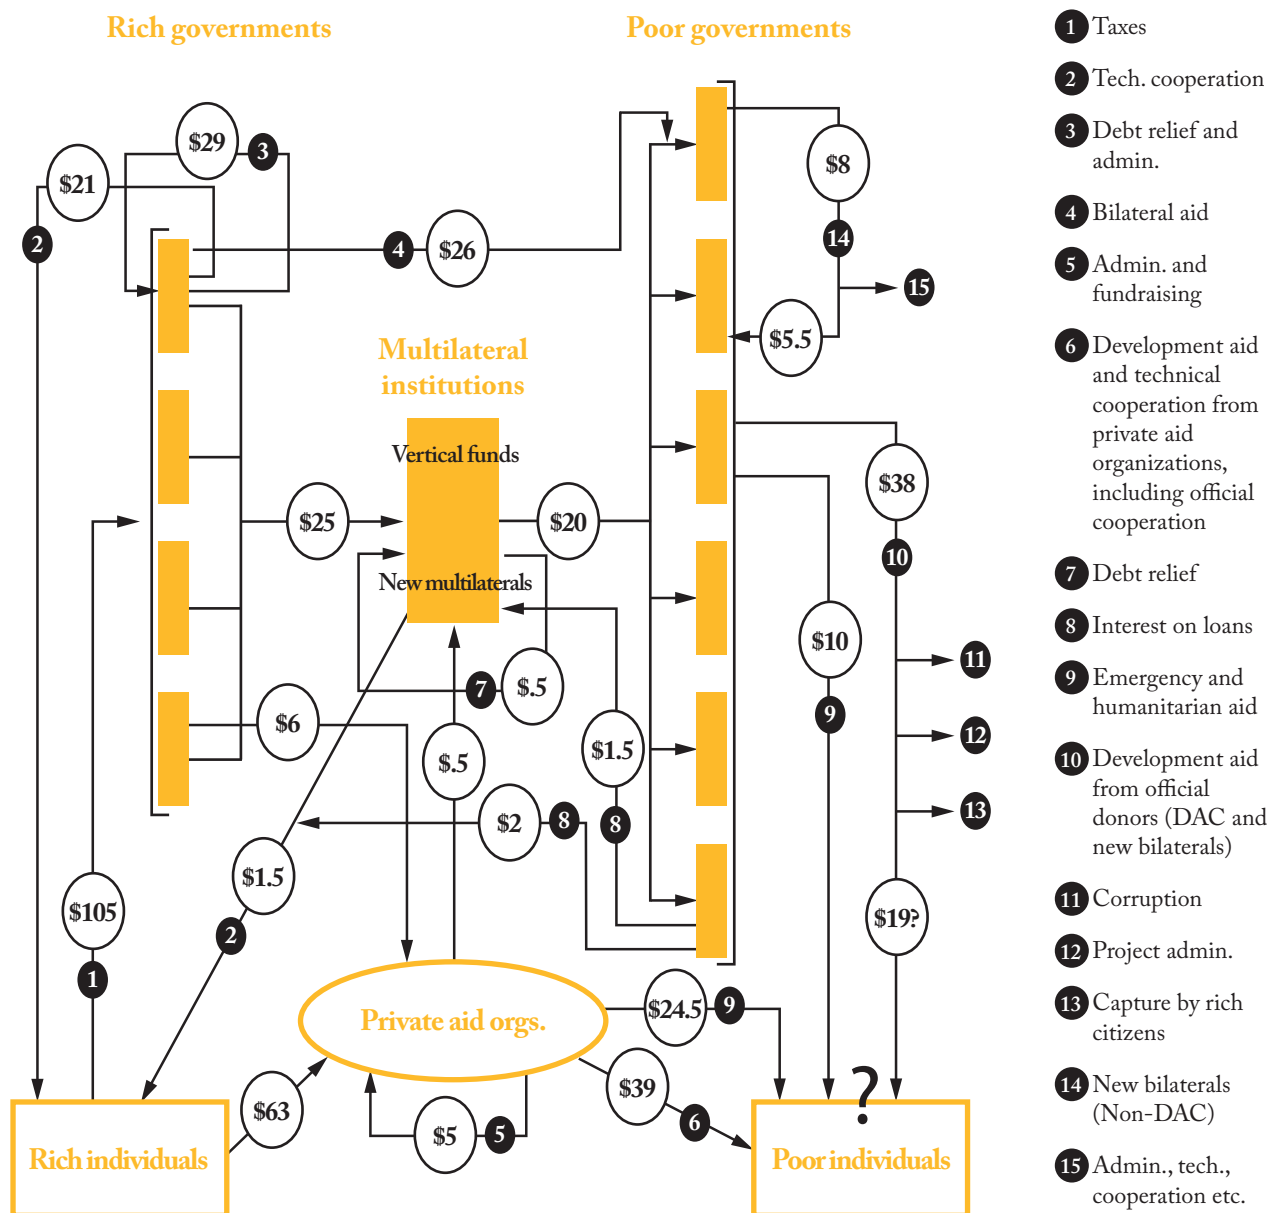 Rich governments
Poor governments
$29
3
$21
2
4
$26
$8
14
15
$5.5
Multilateral
institutions
Vertical funds
New multilaterals
$25
$20
$38
10
$10
9
11
12
13
7
$.5
$6
$.5
$1.5
8
$2
8
$1.5
2
$105
1
$19?
Private aid orgs.
$24.5
9
$39
6
$63
$5
5
?
Rich individuals
Poor individuals
1 Taxes
2 Tech. cooperation
3 Debt relief and
admin.
4 Bilateral aid
5 Admin. and
fundraising
6 Development aid
and technical
cooperation from
private aid
organizations,
including official
cooperation
7 Debt relief
8 Interest on loans
9 Emergency and
humanitarian aid
10 Development aid
from official
donors (DAC and
new bilaterals)
11 Corruption
12 Project admin.
13 Capture by rich
citizens
14 New bilaterals
(Non-DAC)
15 Admin., tech.,
cooperation etc.